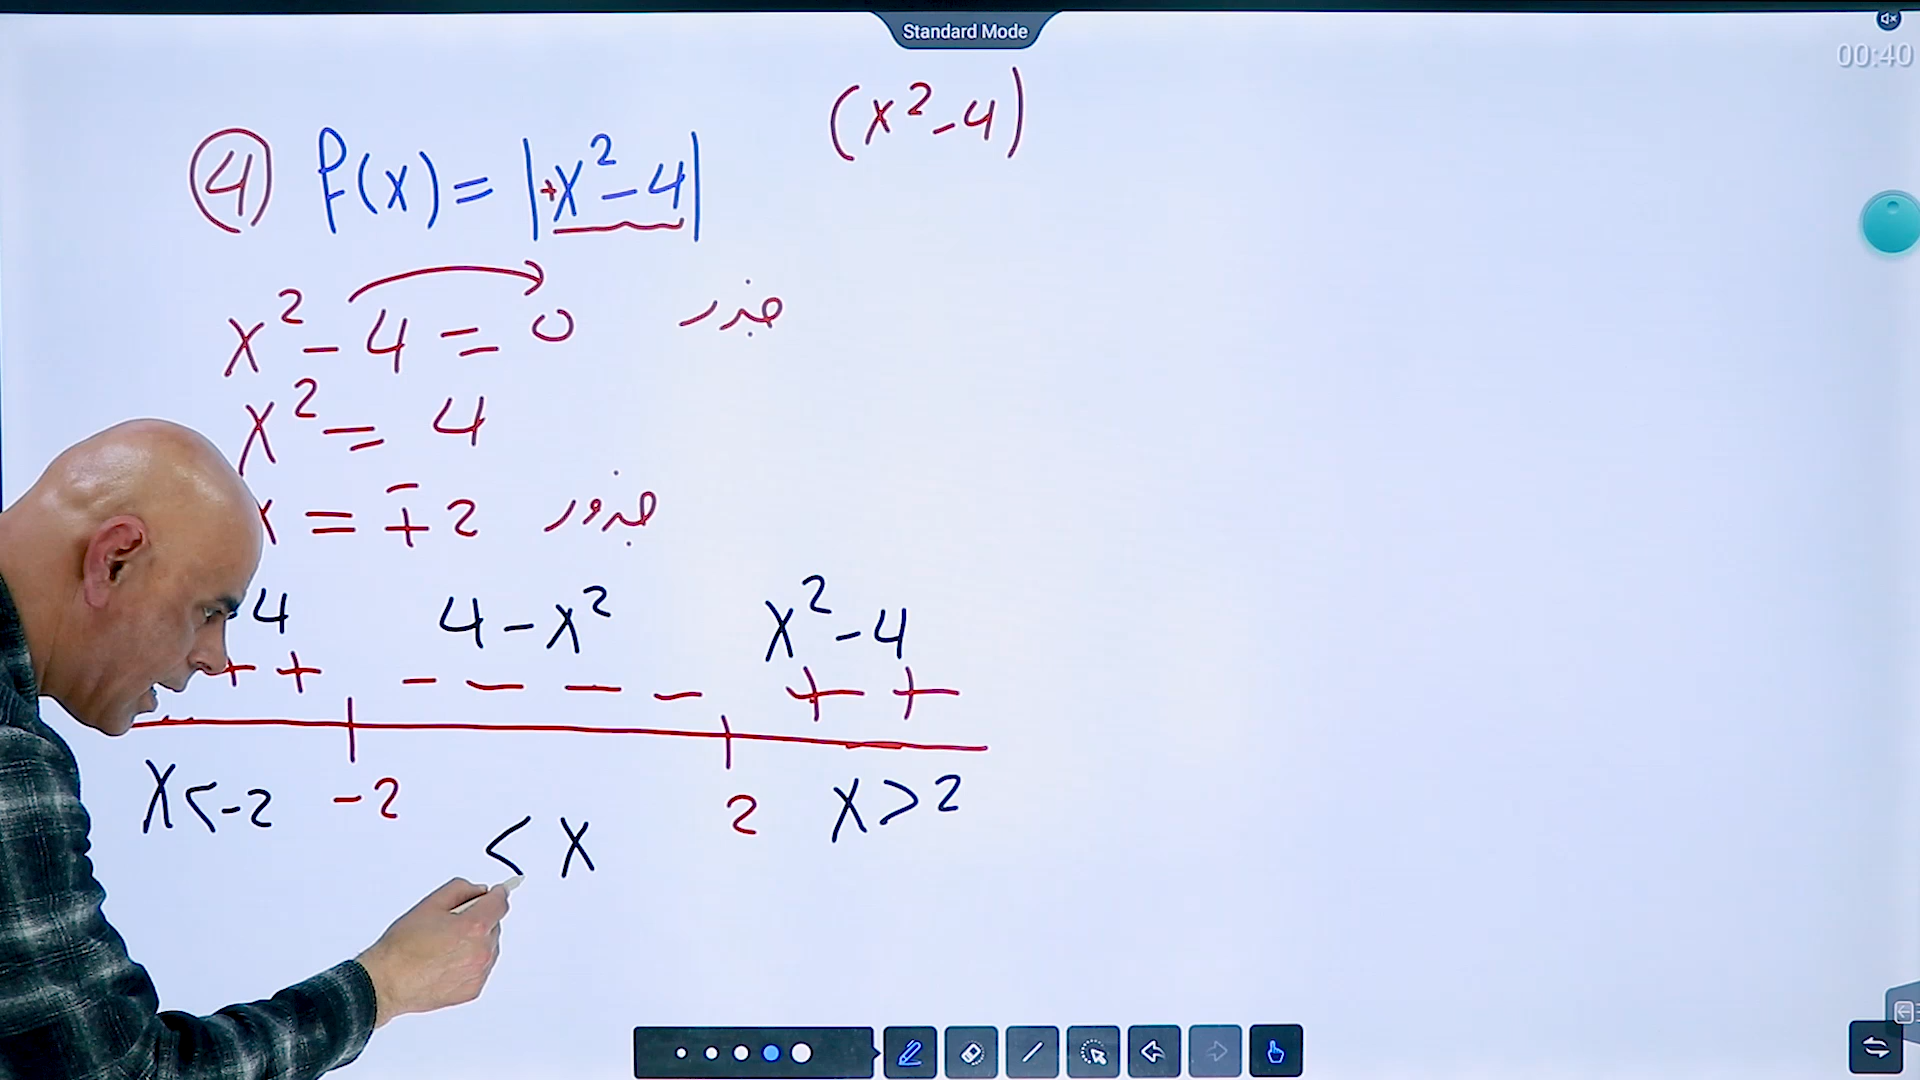 Standard Mode
00:40
(x²-4)
④ f(x) = |+x²-4|
x²-4=0 جذر
x²=4
x = ∓2 جذور
4 4-x² x²-4
+ + - - - - + +
x<-2 -2 < x 2 x>2